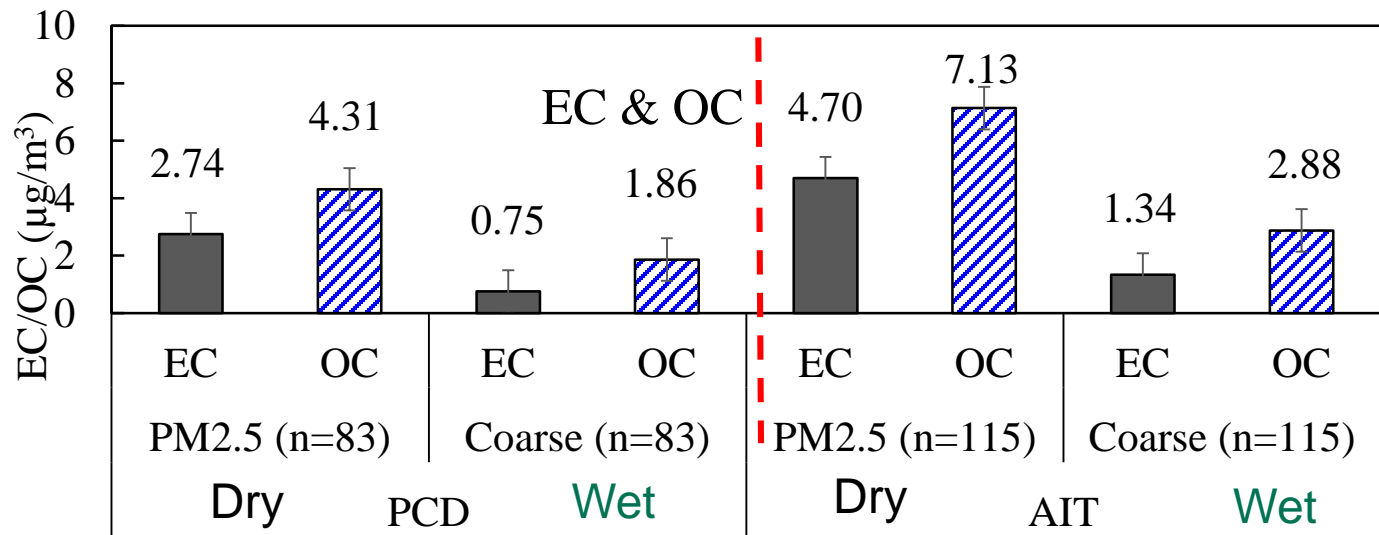 EC/OC (µg/m³)
10
8
6
4
2
0
EC & OC
2.74
4.31
0.75
1.86
4.70
7.13
1.34
2.88
EC OC EC OC EC OC EC OC
PM2.5 (n=83) Coarse (n=83) PM2.5 (n=115) Coarse (n=115)
Dry PCD Wet Dry AIT Wet